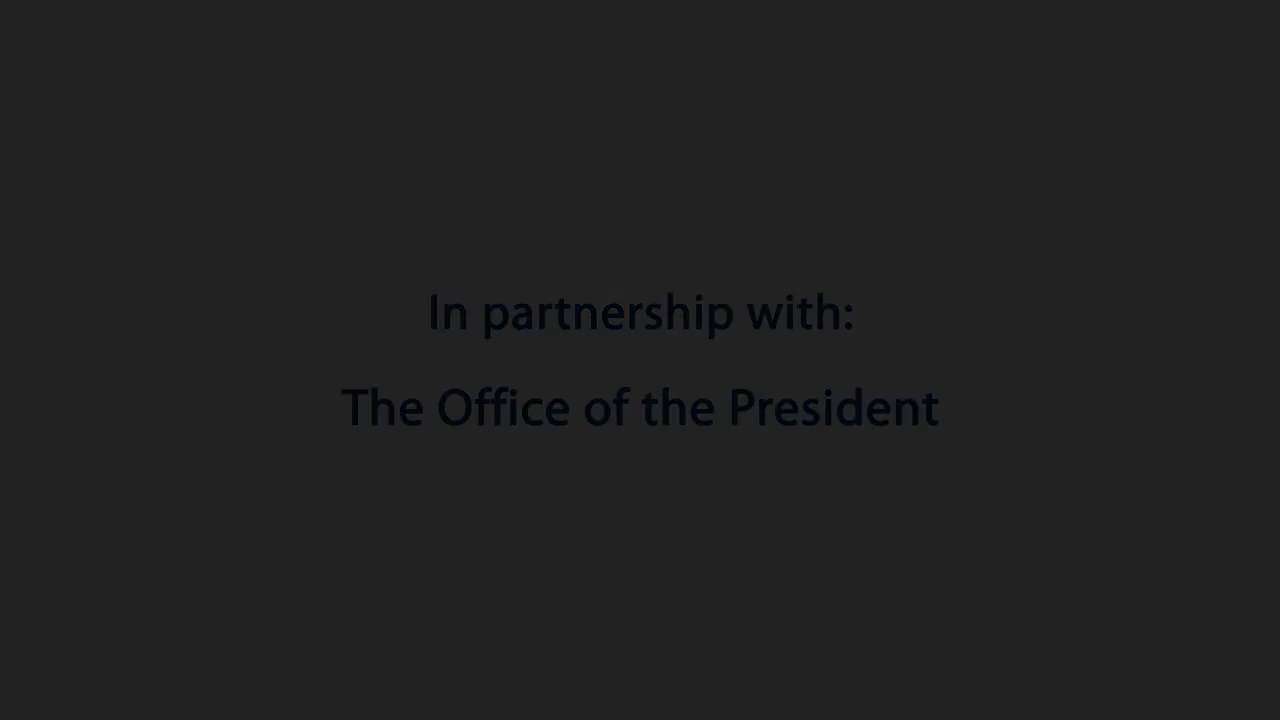 In partnership with:
The Office of the President